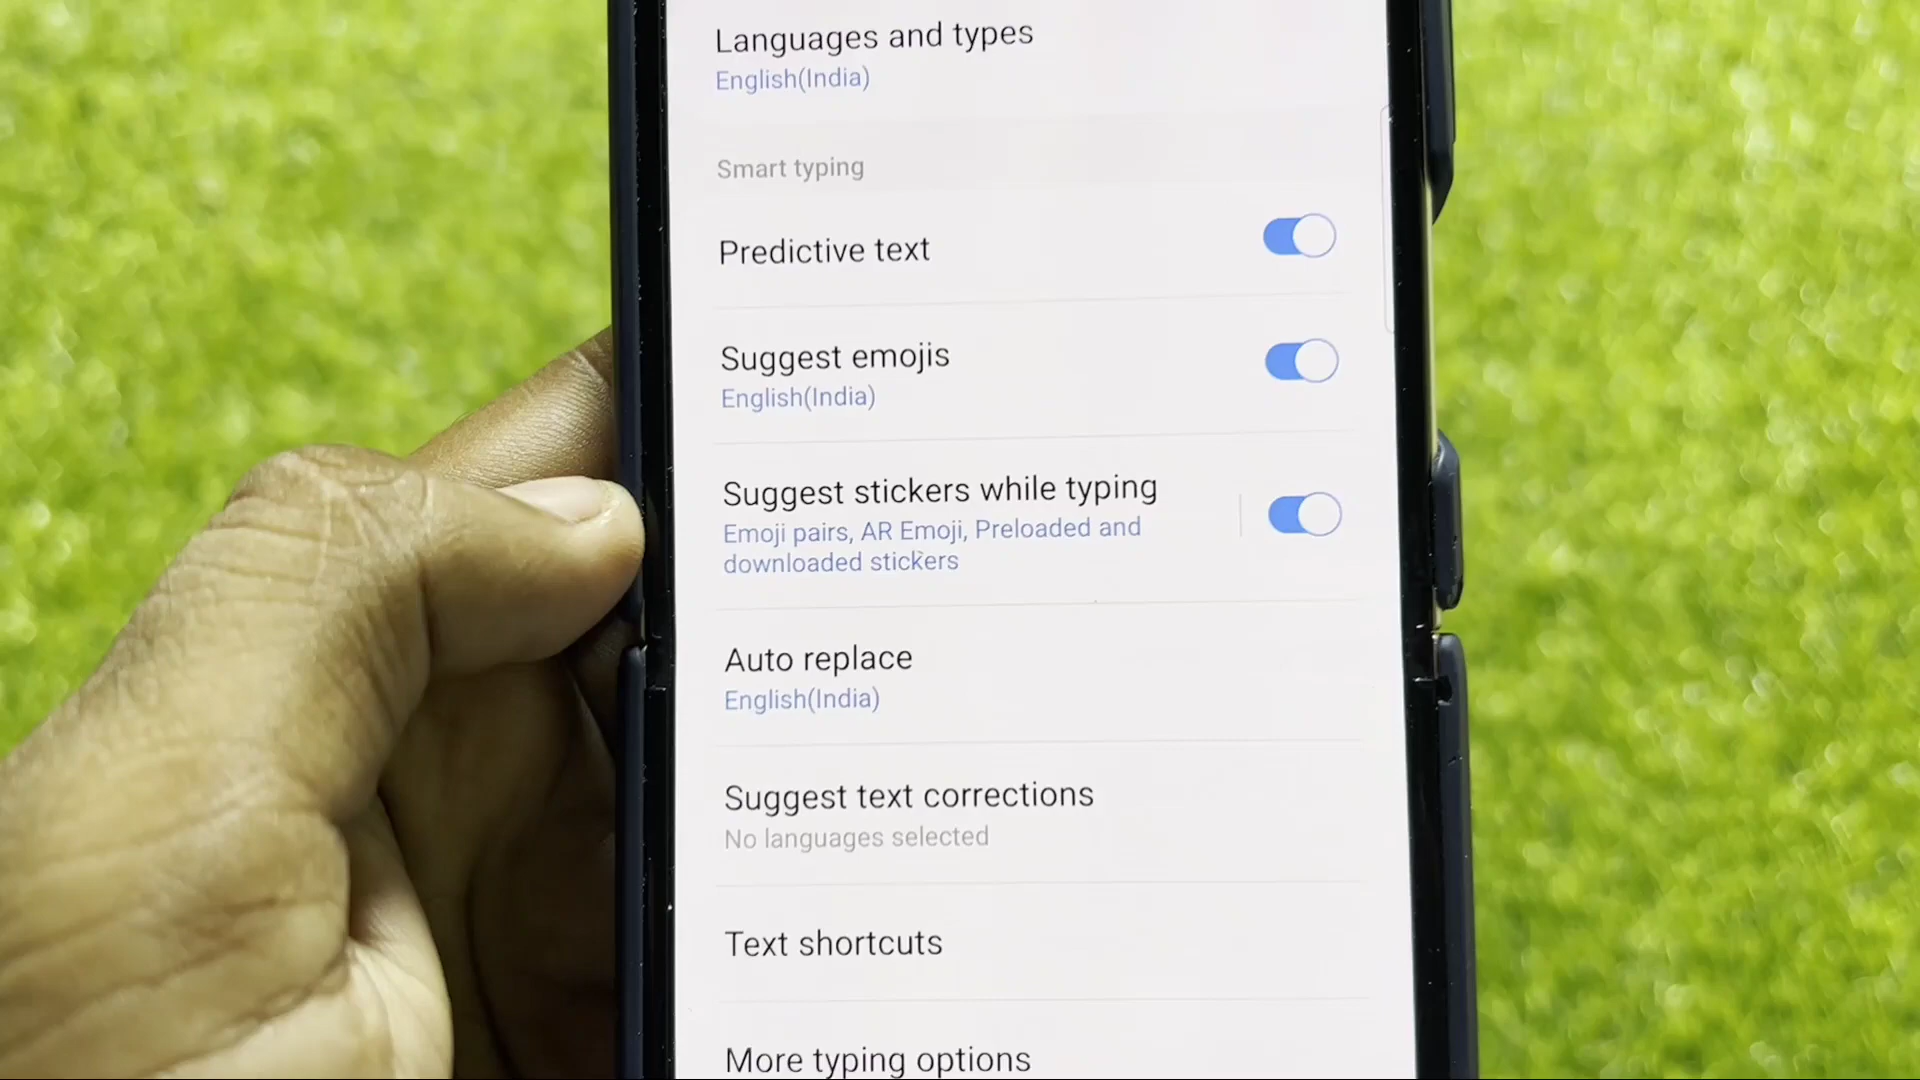 Languages and types
English(India)
Smart typing
Predictive text
Suggest emojis
English(India)
Suggest stickers while typing
Emoji pairs, AR Emoji, Preloaded and
downloaded stickers
Auto replace
English(India)
Suggest text corrections
No languages selected
Text shortcuts
More typing options